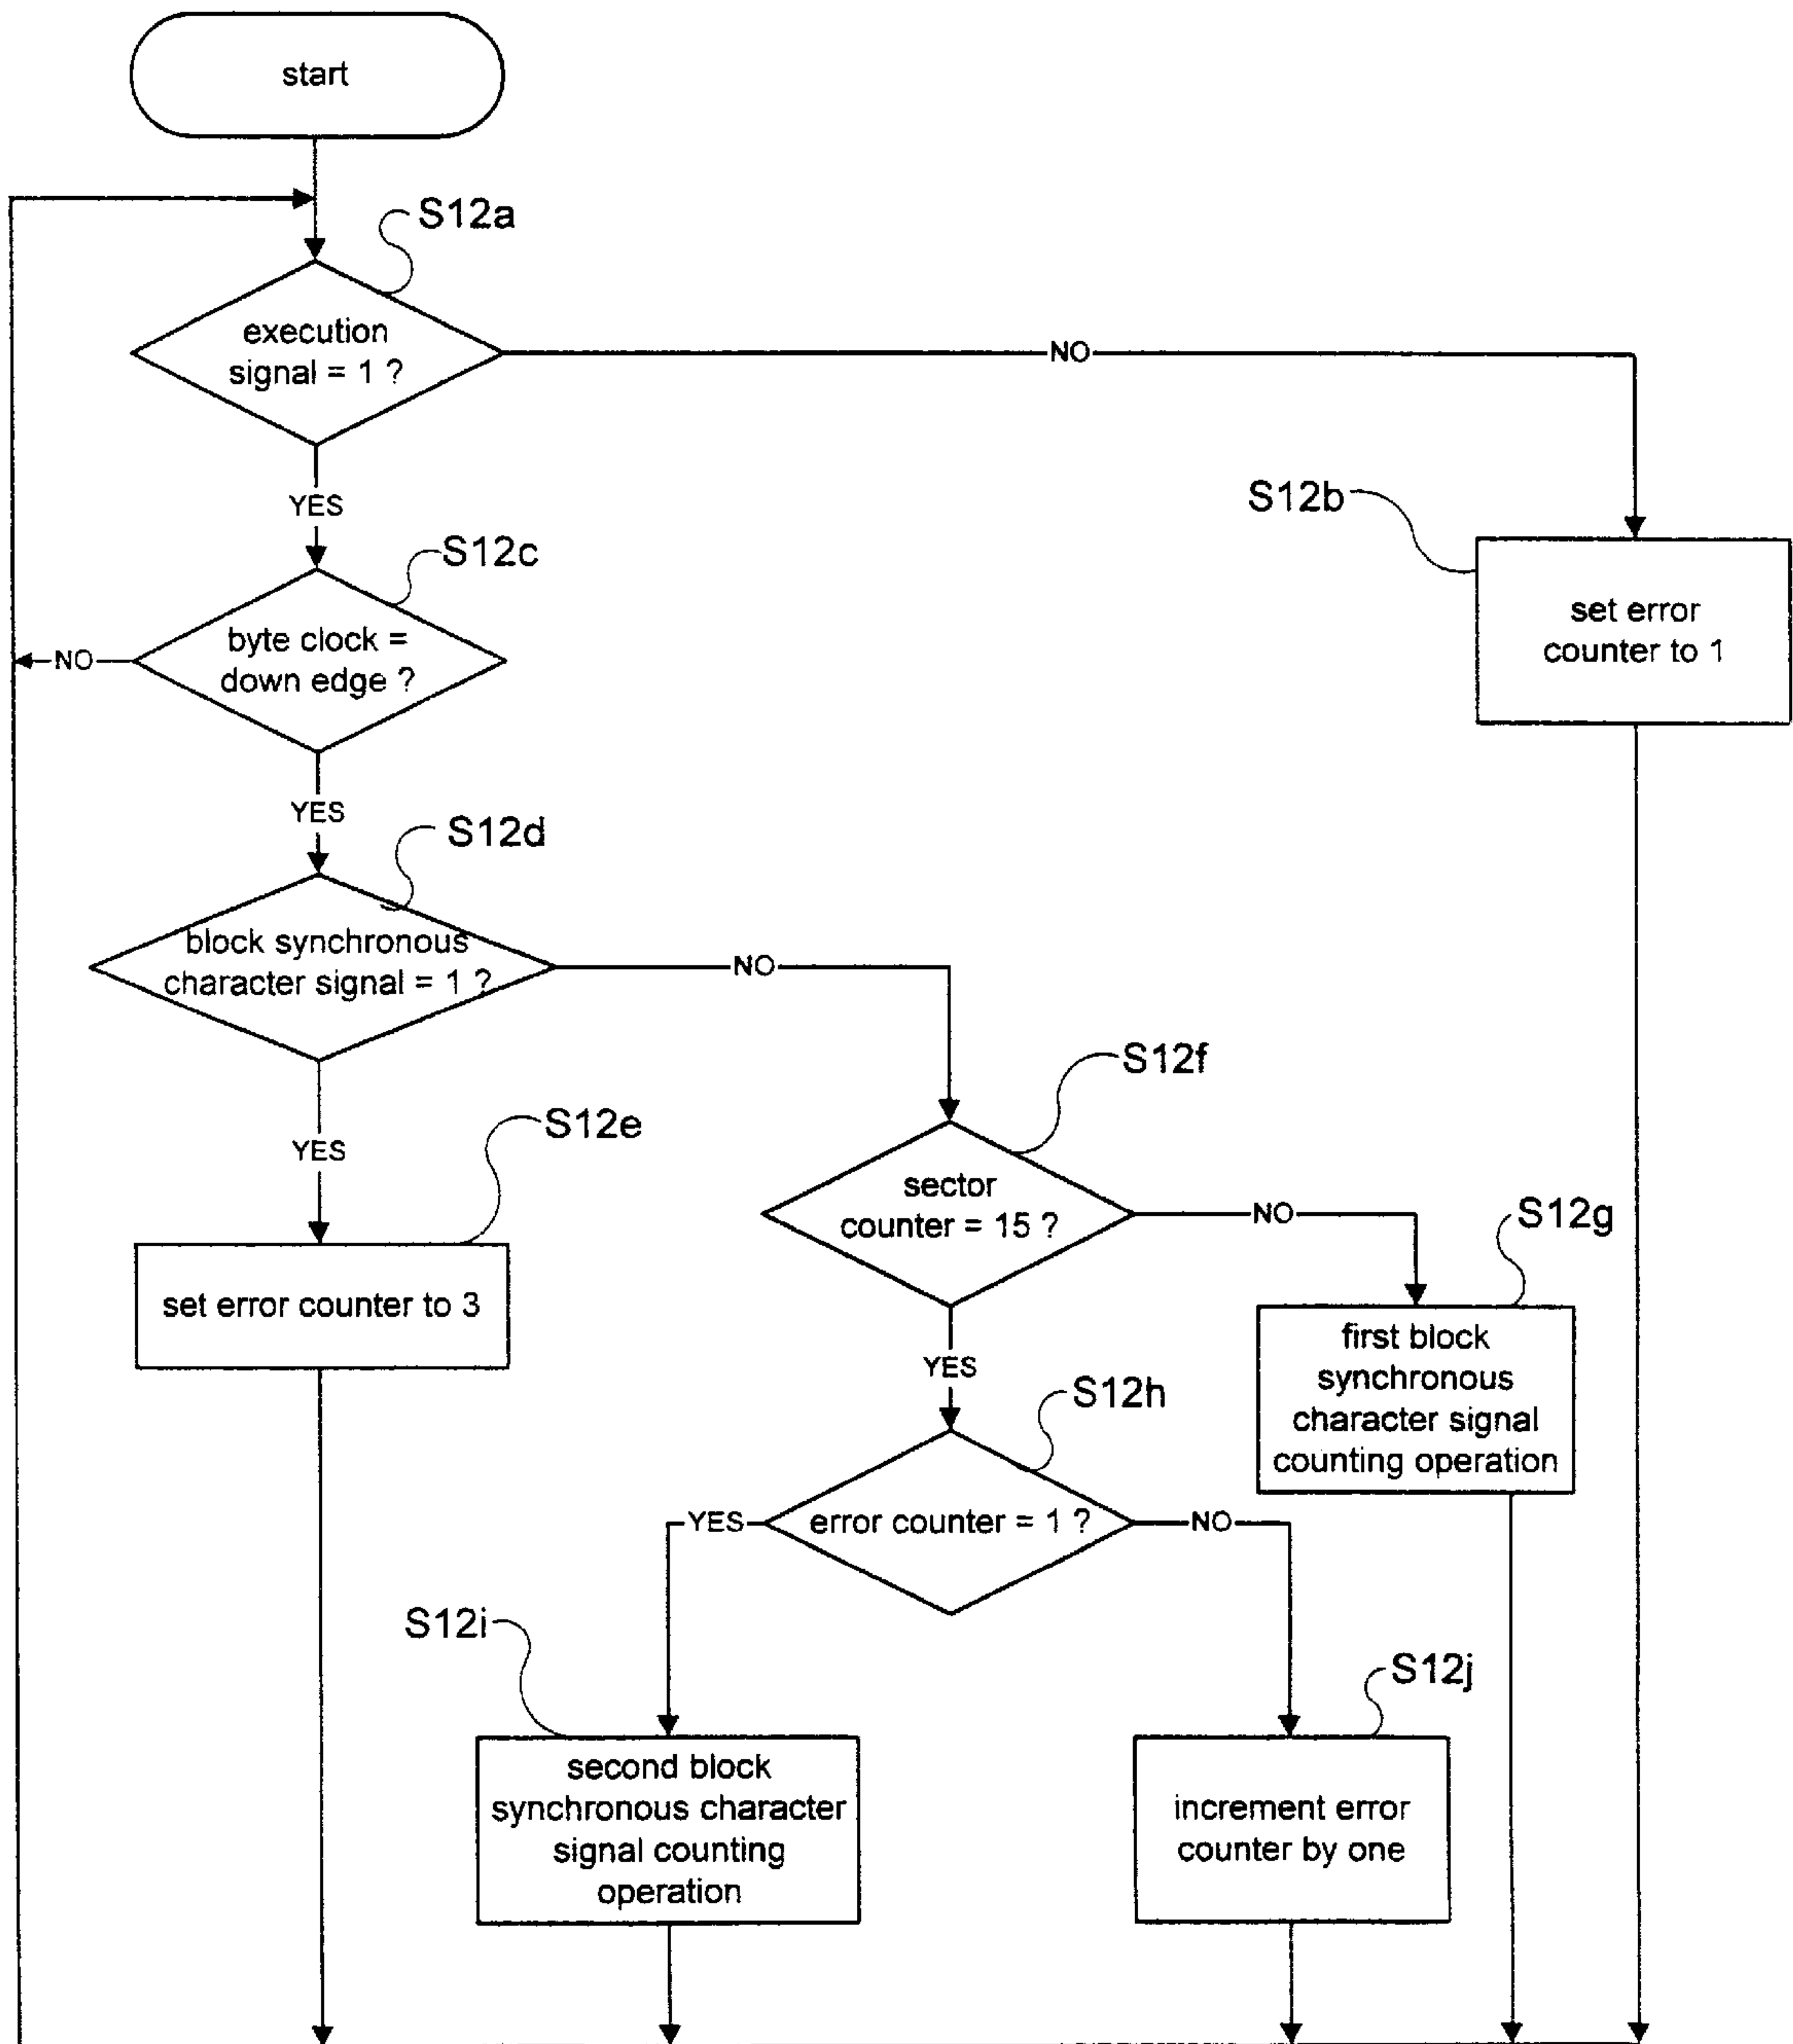 start
S12a
execution
signal = 1 ?
NO
YES
S12b
set error
counter to 1
S12c
byte clock =
down edge ?
NO
YES
S12d
block synchronous
character signal = 1 ?
NO
YES
S12e
set error counter to 3
S12f
sector
counter = 15 ?
NO
YES
S12g
first block
synchronous
character signal
counting operation
S12h
error counter = 1 ?
YES
NO
S12i
second block
synchronous character
signal counting
operation
S12j
increment error
counter by one